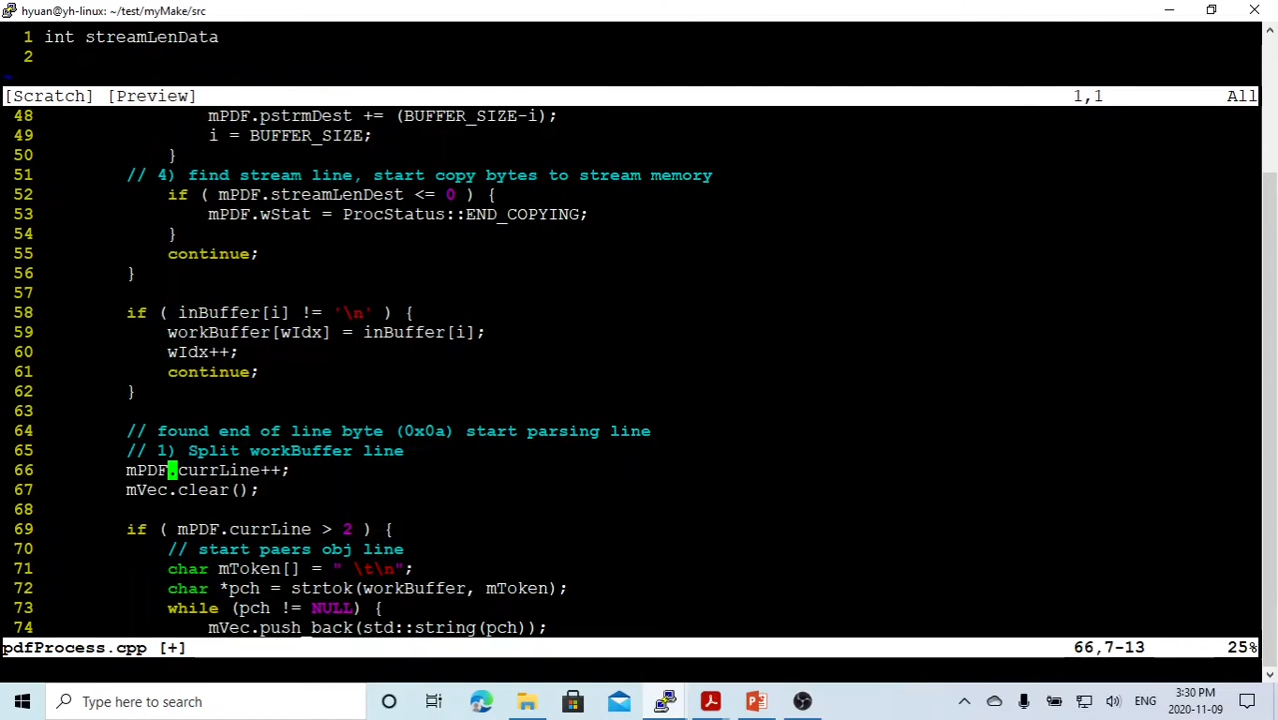 hyuan@yh-linux: ~/test/myMake/src
1 int streamLenData
2
~
[Scratch] [Preview] 1,1 All
48 mPDF.pstrmDest += (BUFFER_SIZE-i);
49 i = BUFFER_SIZE;
50 }
51 // 4) find stream line, start copy bytes to stream memory
52 if ( mPDF.streamLenDest <= 0 ) {
53 mPDF.wStat = ProcStatus::END_COPYING;
54 }
55 continue;
56 }
57
58 if ( inBuffer[i] != '\n' ) {
59 workBuffer[wIdx] = inBuffer[i];
60 wIdx++;
61 continue;
62 }
63
64 // found end of line byte (0x0a) start parsing line
65 // 1) Split workBuffer line
66 mPDF.currLine++;
67 mVec.clear();
68
69 if ( mPDF.currLine > 2 ) {
70 // start paers obj line
71 char mToken[] = " \t\n";
72 char *pch = strtok(workBuffer, mToken);
73 while (pch != NULL) {
74 mVec.push_back(std::string(pch));
pdfProcess.cpp [+] 66,7-13 25%
Type here to search
ENG
3:30 PM
2020-11-09